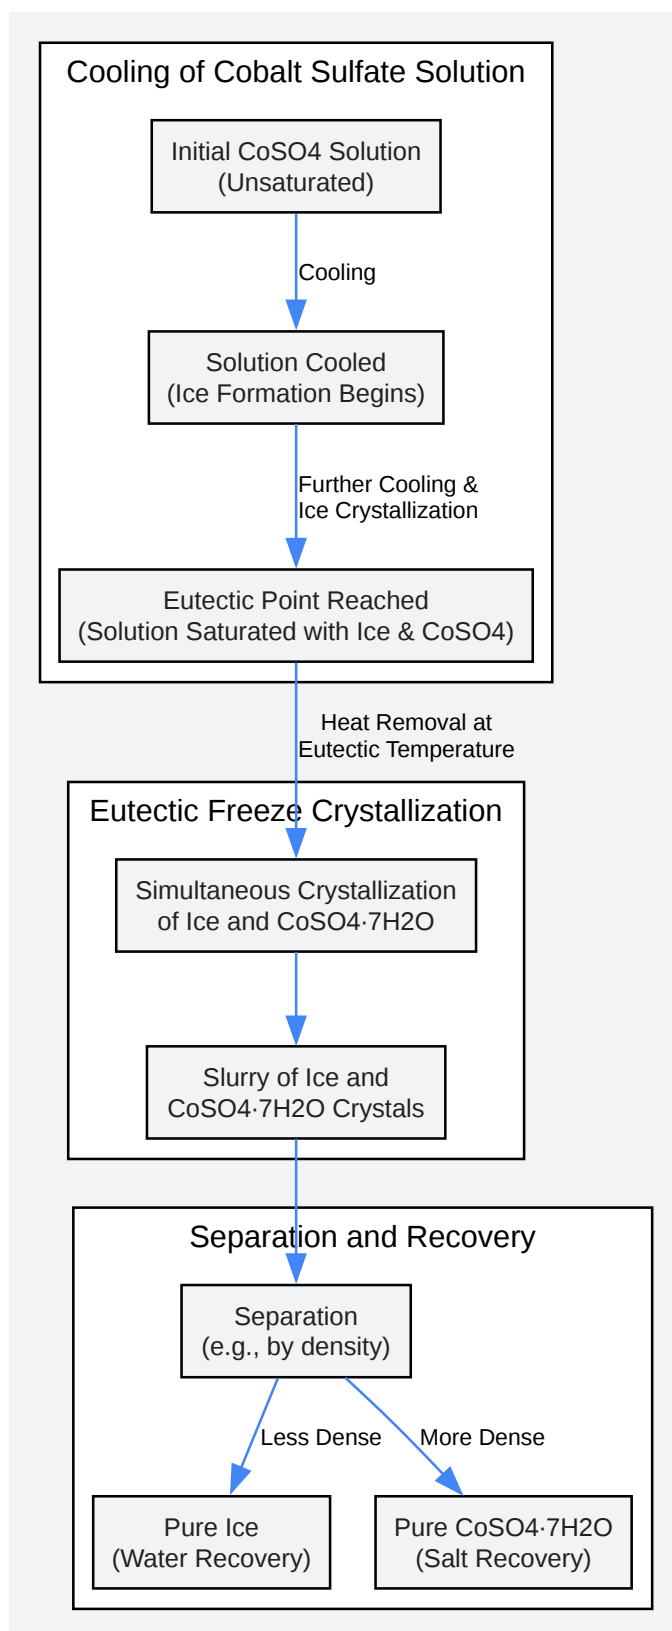 Cooling of Cobalt Sulfate Solution
Initial CoSO4 Solution
(Unsaturated)
Cooling
Solution Cooled
(Ice Formation Begins)
Further Cooling &
Ice Crystallization
Eutectic Point Reached
(Solution Saturated with Ice & CoSO4)
Heat Removal at
Eutectic Temperature
Eutectic Freeze Crystallization
Simultaneous Crystallization
of Ice and CoSO4·7H2O
Slurry of Ice and
CoSO4·7H2O Crystals
Separation and Recovery
Separation
(e.g., by density)
Less Dense
More Dense
Pure Ice
(Water Recovery)
Pure CoSO4·7H2O
(Salt Recovery)